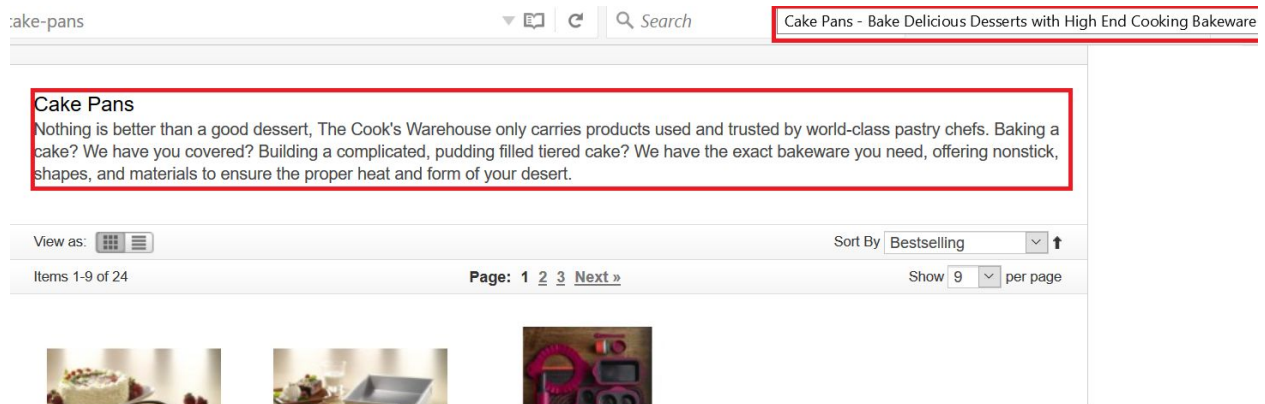 cake-pans
Search
Cake Pans - Bake Delicious Desserts with High End Cooking Bakeware
Cake Pans
Nothing is better than a good dessert, The Cook's Warehouse only carries products used and trusted by world-class pastry chefs. Baking a
cake? We have you covered? Building a complicated, pudding filled tiered cake? We have the exact bakeware you need, offering nonstick,
shapes, and materials to ensure the proper heat and form of your desert.
View as:
Sort By Bestselling
Items 1-9 of 24
Page: 1 2 3 Next »
Show 9 per page